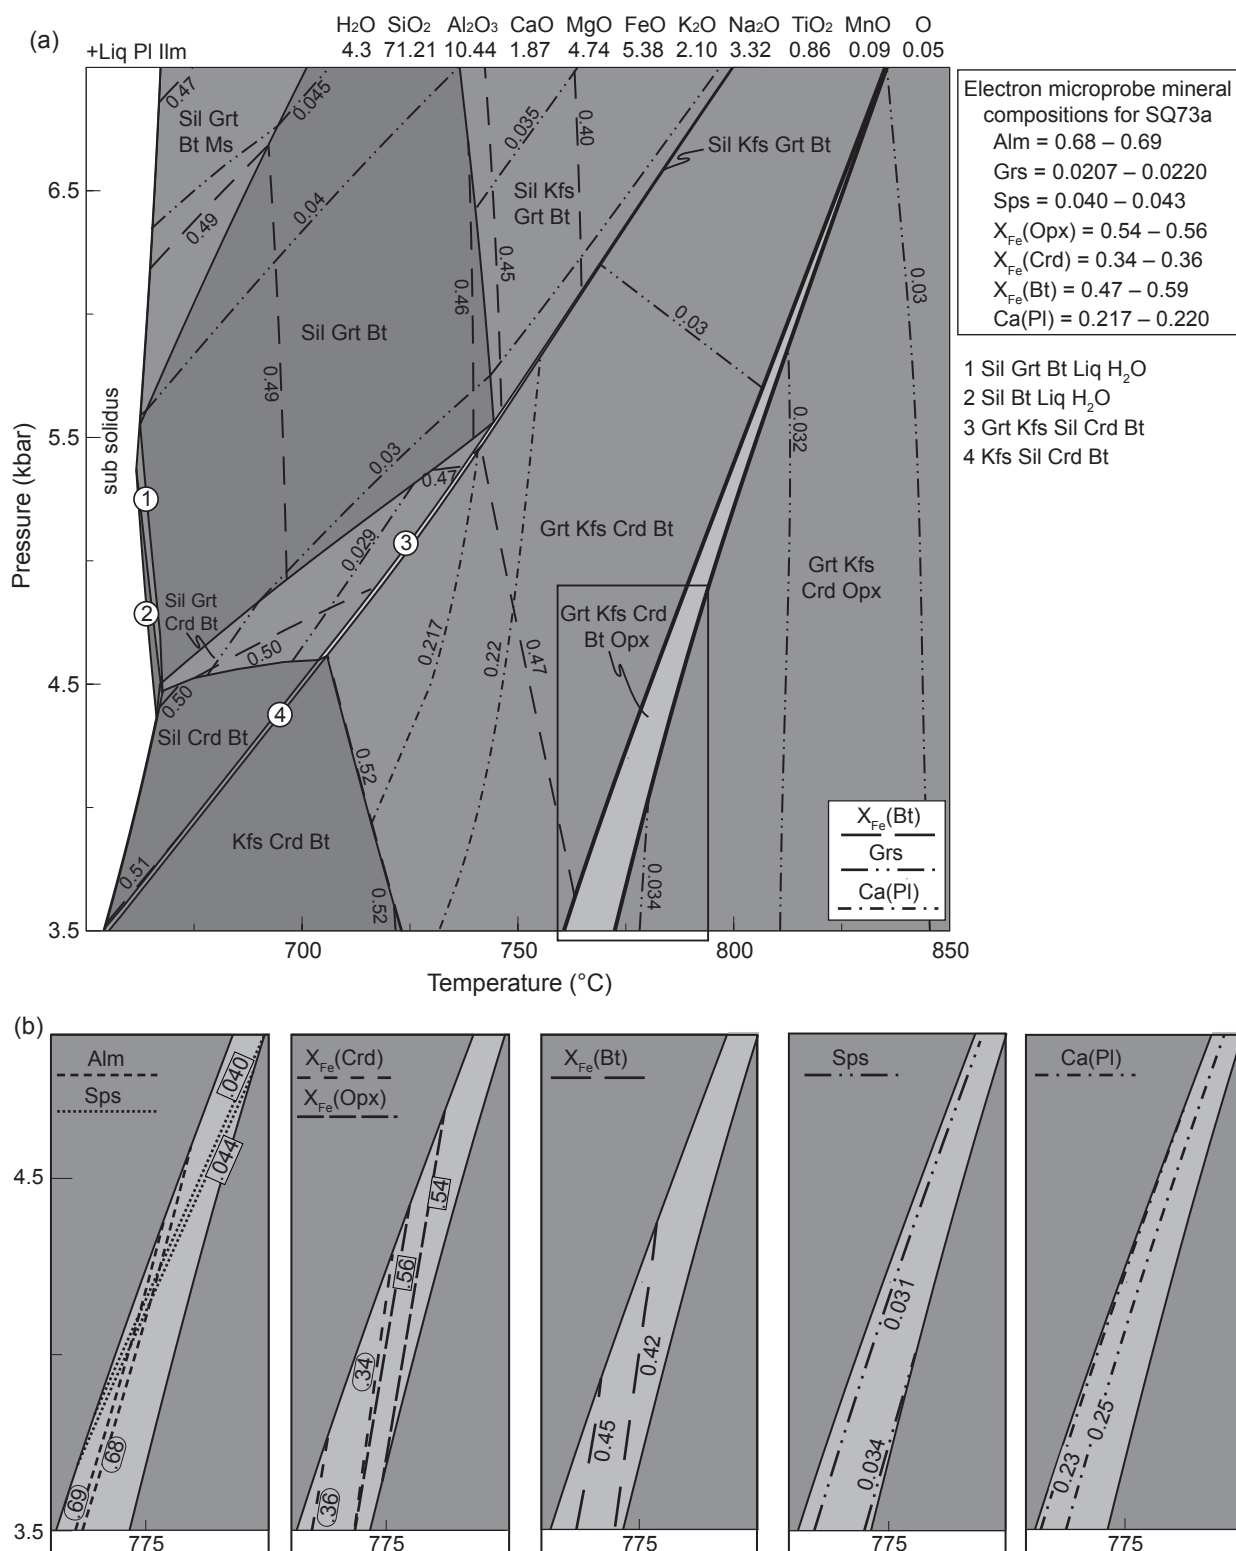 (a)
H₂O SiO₂ Al₂O₃ CaO MgO FeO K₂O Na₂O TiO₂ MnO O
+Liq Pl Ilm 4.3 71.21 10.44 1.87 4.74 5.38 2.10 3.32 0.86 0.09 0.05
0.47
0.045
Sil Grt
Bt Ms
0.49
0.04
0.035
0.40
Sil Kfs Grt Bt
Sil Kfs
Grt Bt
0.45
0.46
Sil Grt Bt
0.49
0.03
0.03
0.03
sub solidus
1
2
3
4
0.47
0.029
Sil Grt
Crd Bt
0.50
0.50
Sil Crd Bt
0.217
0.22
0.47
0.52
0.52
Kfs Crd Bt
0.51
Grt Kfs Crd Bt
Grt Kfs Crd
Bt Opx
0.032
Grt Kfs
Crd Opx
0.034
X_Fe(Bt)
Grs
Ca(Pl)
6.5
5.5
4.5
3.5
Pressure (kbar)
700 750 800 850
Temperature (°C)
Electron microprobe mineral
compositions for SQ73a
Alm = 0.68 – 0.69
Grs = 0.0207 – 0.0220
Sps = 0.040 – 0.043
X_Fe(Opx) = 0.54 – 0.56
X_Fe(Crd) = 0.34 – 0.36
X_Fe(Bt) = 0.47 – 0.59
Ca(Pl) = 0.217 – 0.220
1 Sil Grt Bt Liq H₂O
2 Sil Bt Liq H₂O
3 Grt Kfs Sil Crd Bt
4 Kfs Sil Crd Bt
(b)
4.5
3.5
Alm
Sps
.040
.044
.68
.69
775
X_Fe(Crd)
X_Fe(Opx)
.54
.56
.34
.36
775
X_Fe(Bt)
0.42
0.45
775
Sps
0.031
0.034
775
Ca(Pl)
0.25
0.23
775